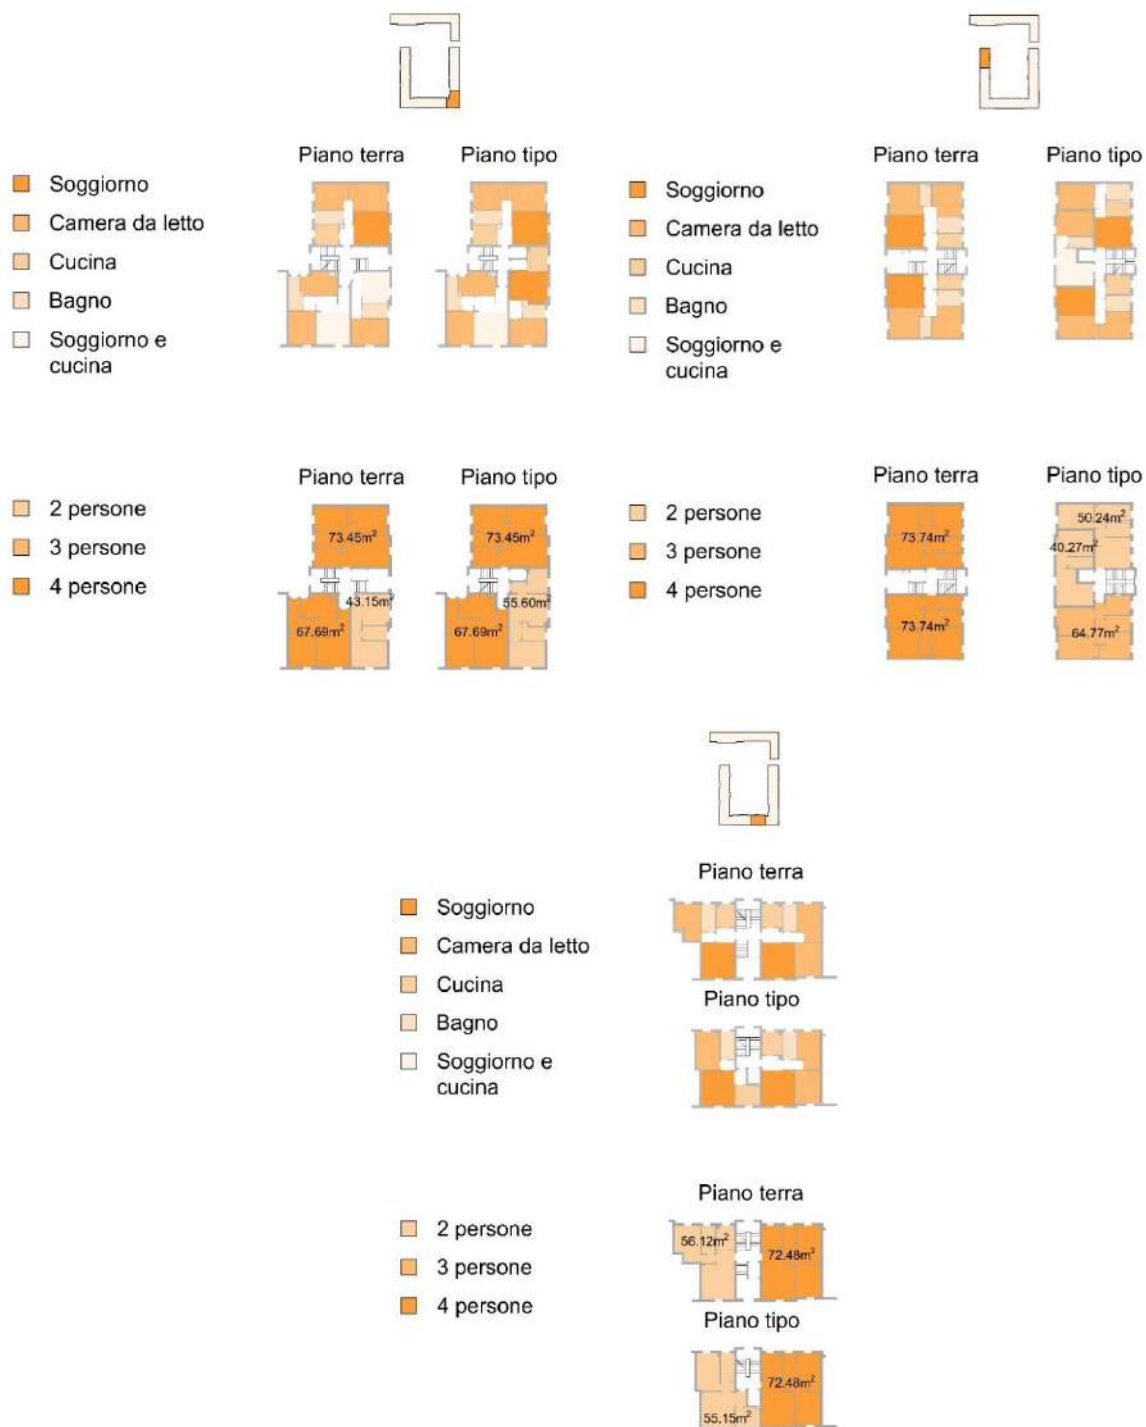 Piano terra
Piano tipo
Soggiorno
Camera da letto
Cucina
Bagno
Soggiorno e
cucina
Piano terra
Piano tipo
2 persone
3 persone
4 persone
73.45m²
73.45m²
43.15m²
55.60m²
67.69m²
67.69m²
Piano terra
Piano tipo
Soggiorno
Camera da letto
Cucina
Bagno
Soggiorno e
cucina
Piano terra
Piano tipo
2 persone
3 persone
4 persone
50.24m²
73.74m²
40.27m²
73.74m²
64.77m²
Piano terra
Soggiorno
Camera da letto
Cucina
Bagno
Soggiorno e
cucina
Piano tipo
Piano terra
2 persone
3 persone
4 persone
56.12m²
72.48m²
Piano tipo
72.48m²
55.15m²